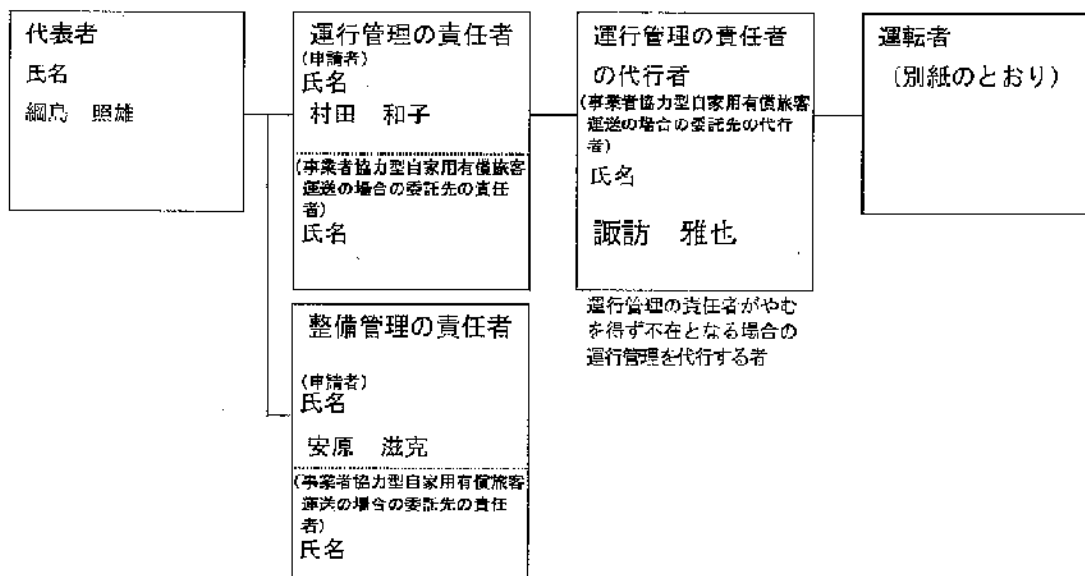 代表者
氏名
綱島　照雄
運行管理の責任者
(申請者)
氏名
村田　和子
(事業者協力型自家用有償旅客
運送の場合の委託先の責任
者)
氏名
運行管理の責任者
の代行者
(事業者協力型自家用有償旅客
運送の場合の委託先の代行
者)
氏名
諏訪　雅也
運行管理の責任者がやむ
を得ず不在となる場合の
運行管理を代行する者
運転者
(別紙のとおり)
整備管理の責任者
(申請者)
氏名
安原　滋克
(事業者協力型自家用有償旅客
運送の場合の委託先の責任
者)
氏名